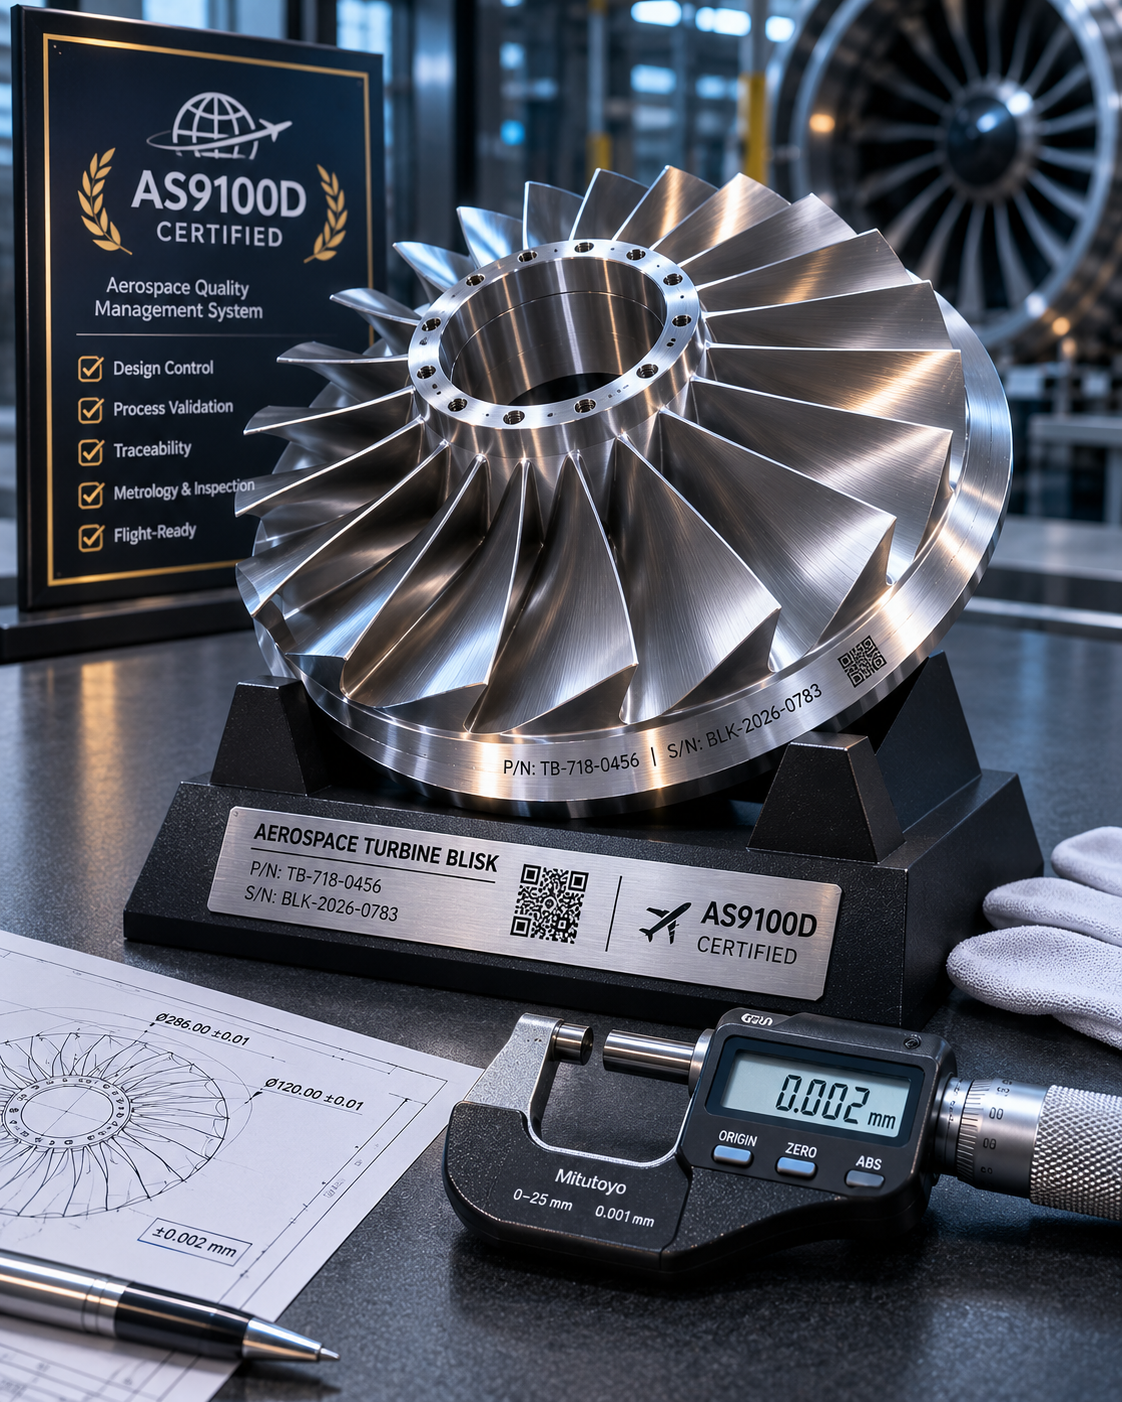 AS9100D
CERTIFIED
Aerospace Quality
Management System
Design Control
Process Validation
Traceability
Metrology & Inspection
Flight-Ready
P/N: TB-718-0456 | S/N: BLK-2026-0783
AEROSPACE TURBINE BLISK
P/N: TB-718-0456
S/N: BLK-2026-0783
AS9100D
CERTIFIED
Ø286.00 ±0.01
Ø120.00 ±0.01
±0.002 mm
0.002 mm
ORIGIN
ZERO
ABS
Mitutoyo
0-25 mm
0.001 mm